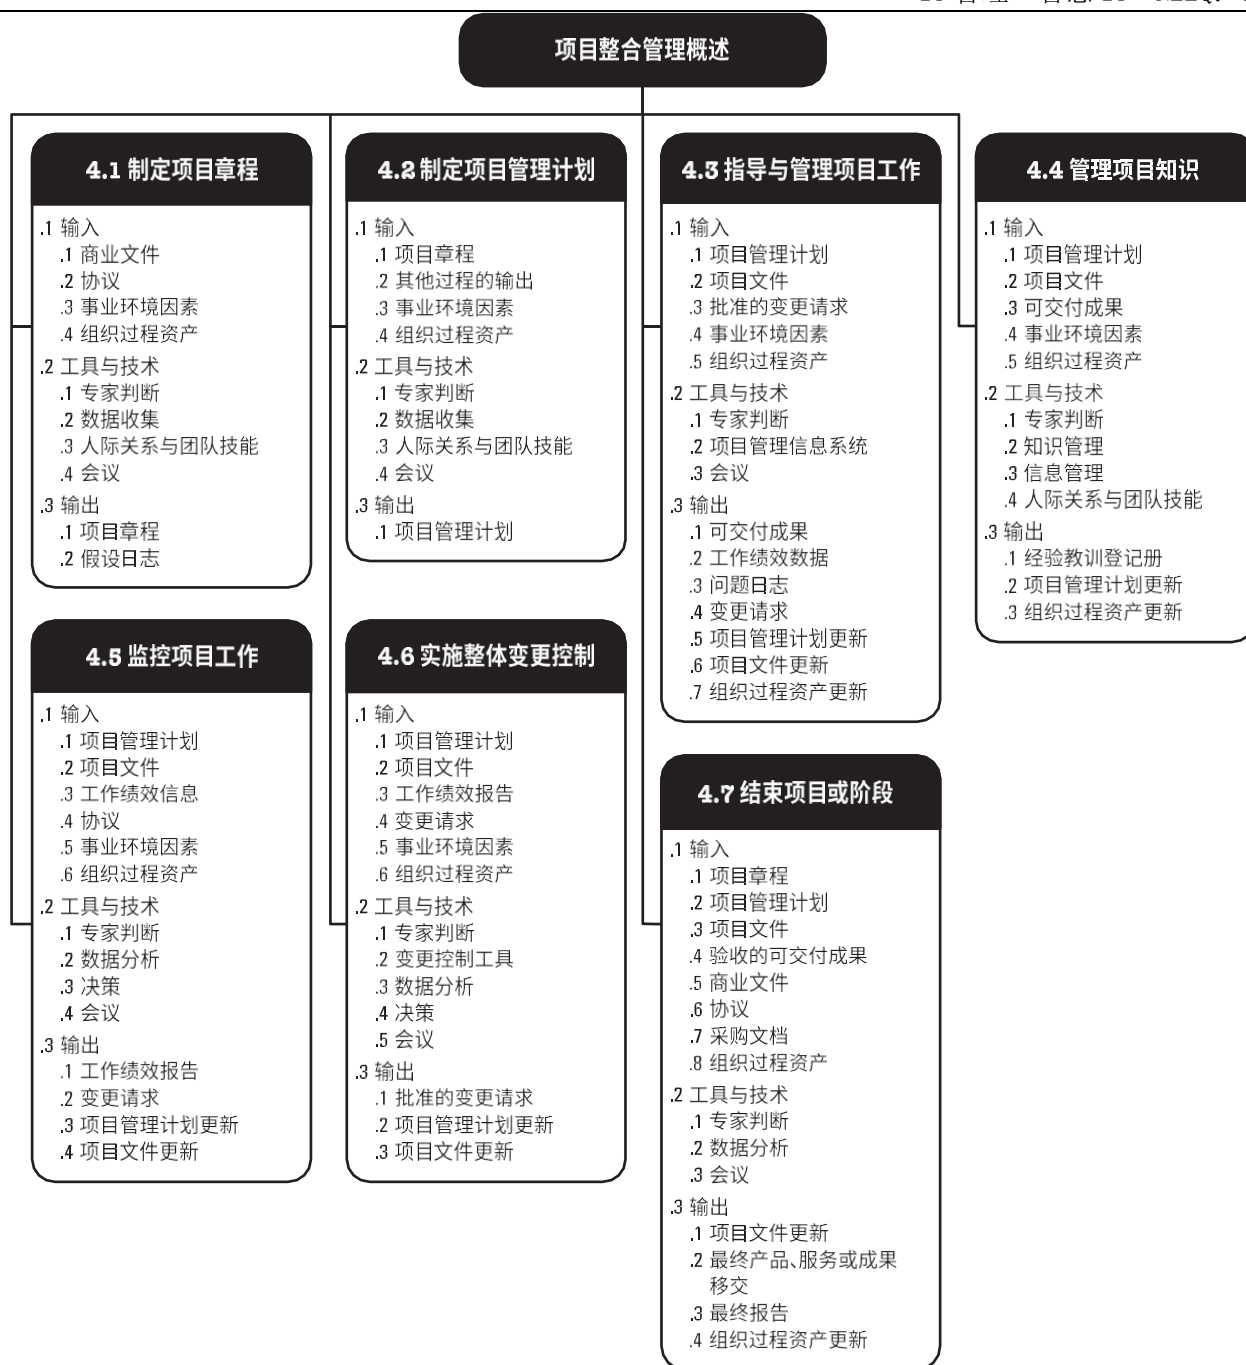 项目整合管理概述
4.1 制定项目章程
.1 输入
.1 商业文件
.2 协议
.3 事业环境因素
.4 组织过程资产
.2 工具与技术
.1 专家判断
.2 数据收集
.3 人际关系与团队技能
.4 会议
.3 输出
.1 项目章程
.2 假设日志
4.2 制定项目管理计划
.1 输入
.1 项目章程
.2 其他过程的输出
.3 事业环境因素
.4 组织过程资产
.2 工具与技术
.1 专家判断
.2 数据收集
.3 人际关系与团队技能
.4 会议
.3 输出
.1 项目管理计划
4.3 指导与管理项目工作
.1 输入
.1 项目管理计划
.2 项目文件
.3 批准的变更请求
.4 事业环境因素
.5 组织过程资产
.2 工具与技术
.1 专家判断
.2 项目管理信息系统
.3 会议
.3 输出
.1 可交付成果
.2 工作绩效数据
.3 问题日志
.4 变更请求
.5 项目管理计划更新
.6 项目文件更新
.7 组织过程资产更新
4.4 管理项目知识
.1 输入
.1 项目管理计划
.2 项目文件
.3 可交付成果
.4 事业环境因素
.5 组织过程资产
.2 工具与技术
.1 专家判断
.2 知识管理
.3 信息管理
.4 人际关系与团队技能
.3 输出
.1 经验教训登记册
.2 项目管理计划更新
.3 组织过程资产更新
4.5 监控项目工作
.1 输入
.1 项目管理计划
.2 项目文件
.3 工作绩效信息
.4 协议
.5 事业环境因素
.6 组织过程资产
.2 工具与技术
.1 专家判断
.2 数据分析
.3 决策
.4 会议
.3 输出
.1 工作绩效报告
.2 变更请求
.3 项目管理计划更新
.4 项目文件更新
4.6 实施整体变更控制
.1 输入
.1 项目管理计划
.2 项目文件
.3 工作绩效报告
.4 变更请求
.5 事业环境因素
.6 组织过程资产
.2 工具与技术
.1 专家判断
.2 变更控制工具
.3 数据分析
.4 决策
.5 会议
.3 输出
.1 批准的变更请求
.2 项目管理计划更新
.3 项目文件更新
4.7 结束项目或阶段
.1 输入
.1 项目章程
.2 项目管理计划
.3 项目文件
.4 验收的可交付成果
.5 商业文件
.6 协议
.7 采购文档
.8 组织过程资产
.2 工具与技术
.1 专家判断
.2 数据分析
.3 会议
.3 输出
.1 项目文件更新
.2 最终产品、服务或成果
移交
.3 最终报告
.4 组织过程资产更新